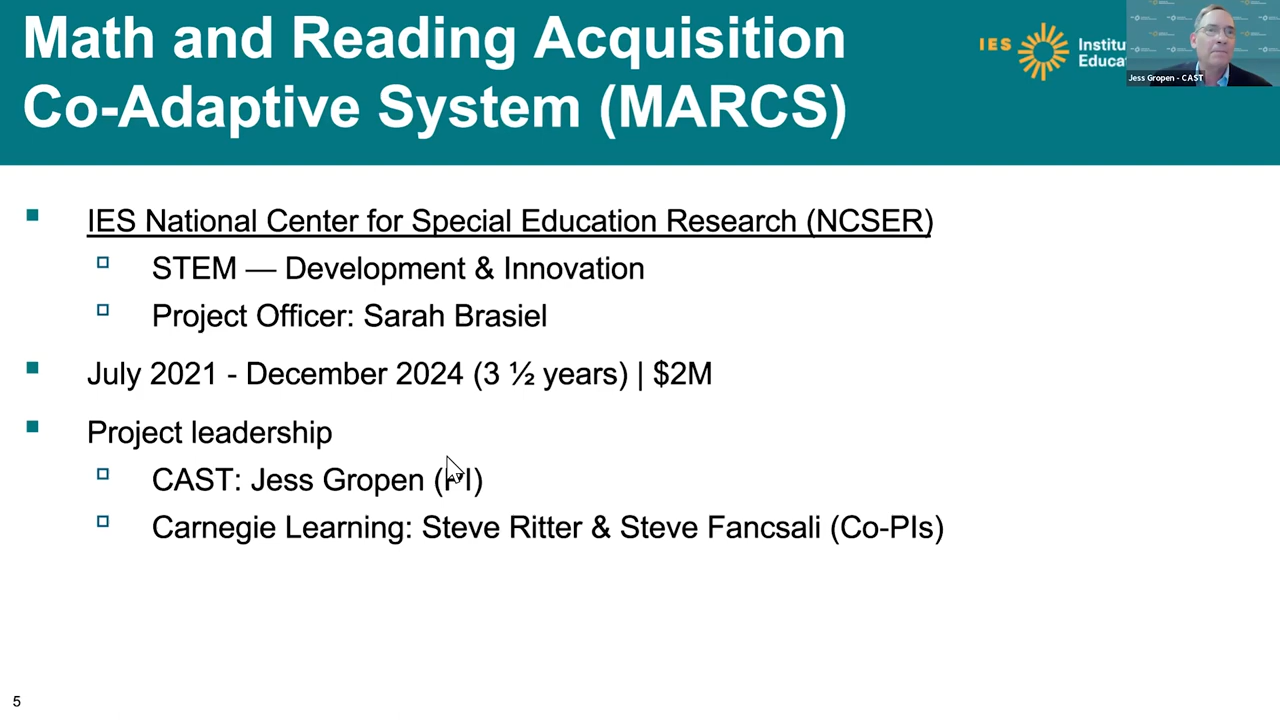 Math and Reading Acquisition
Co-Adaptive System (MARCS)
IES
Jess Gropen - CAST
IES National Center for Special Education Research (NCSER)
STEM — Development & Innovation
Project Officer: Sarah Brasiel
July 2021 - December 2024 (3 ½ years) | $2M
Project leadership
CAST: Jess Gropen (PI)
Carnegie Learning: Steve Ritter & Steve Fancsali (Co-PIs)
5